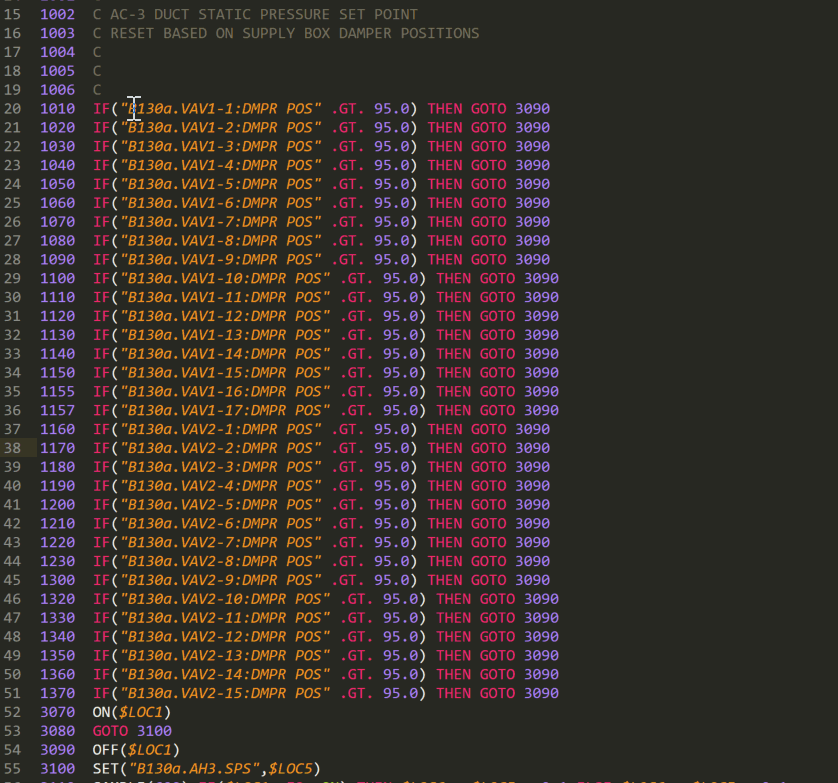 15 1002 C AC-3 DUCT STATIC PRESSURE SET POINT
16 1003 C RESET BASED ON SUPPLY BOX DAMPER POSITIONS
17 1004 C
18 1005 C
19 1006 C
20 1010 IF("B130a.VAV1-1:DMPR POS" .GT. 95.0) THEN GOTO 3090
21 1020 IF("B130a.VAV1-2:DMPR POS" .GT. 95.0) THEN GOTO 3090
22 1030 IF("B130a.VAV1-3:DMPR POS" .GT. 95.0) THEN GOTO 3090
23 1040 IF("B130a.VAV1-4:DMPR POS" .GT. 95.0) THEN GOTO 3090
24 1050 IF("B130a.VAV1-5:DMPR POS" .GT. 95.0) THEN GOTO 3090
25 1060 IF("B130a.VAV1-6:DMPR POS" .GT. 95.0) THEN GOTO 3090
26 1070 IF("B130a.VAV1-7:DMPR POS" .GT. 95.0) THEN GOTO 3090
27 1080 IF("B130a.VAV1-8:DMPR POS" .GT. 95.0) THEN GOTO 3090
28 1090 IF("B130a.VAV1-9:DMPR POS" .GT. 95.0) THEN GOTO 3090
29 1100 IF("B130a.VAV1-10:DMPR POS" .GT. 95.0) THEN GOTO 3090
30 1110 IF("B130a.VAV1-11:DMPR POS" .GT. 95.0) THEN GOTO 3090
31 1120 IF("B130a.VAV1-12:DMPR POS" .GT. 95.0) THEN GOTO 3090
32 1130 IF("B130a.VAV1-13:DMPR POS" .GT. 95.0) THEN GOTO 3090
33 1140 IF("B130a.VAV1-14:DMPR POS" .GT. 95.0) THEN GOTO 3090
34 1150 IF("B130a.VAV1-15:DMPR POS" .GT. 95.0) THEN GOTO 3090
35 1155 IF("B130a.VAV1-16:DMPR POS" .GT. 95.0) THEN GOTO 3090
36 1157 IF("B130a.VAV1-17:DMPR POS" .GT. 95.0) THEN GOTO 3090
37 1160 IF("B130a.VAV2-1:DMPR POS" .GT. 95.0) THEN GOTO 3090
38 1170 IF("B130a.VAV2-2:DMPR POS" .GT. 95.0) THEN GOTO 3090
39 1180 IF("B130a.VAV2-3:DMPR POS" .GT. 95.0) THEN GOTO 3090
40 1190 IF("B130a.VAV2-4:DMPR POS" .GT. 95.0) THEN GOTO 3090
41 1200 IF("B130a.VAV2-5:DMPR POS" .GT. 95.0) THEN GOTO 3090
42 1210 IF("B130a.VAV2-6:DMPR POS" .GT. 95.0) THEN GOTO 3090
43 1220 IF("B130a.VAV2-7:DMPR POS" .GT. 95.0) THEN GOTO 3090
44 1230 IF("B130a.VAV2-8:DMPR POS" .GT. 95.0) THEN GOTO 3090
45 1300 IF("B130a.VAV2-9:DMPR POS" .GT. 95.0) THEN GOTO 3090
46 1320 IF("B130a.VAV2-10:DMPR POS" .GT. 95.0) THEN GOTO 3090
47 1330 IF("B130a.VAV2-11:DMPR POS" .GT. 95.0) THEN GOTO 3090
48 1340 IF("B130a.VAV2-12:DMPR POS" .GT. 95.0) THEN GOTO 3090
49 1350 IF("B130a.VAV2-13:DMPR POS" .GT. 95.0) THEN GOTO 3090
50 1360 IF("B130a.VAV2-14:DMPR POS" .GT. 95.0) THEN GOTO 3090
51 1370 IF("B130a.VAV2-15:DMPR POS" .GT. 95.0) THEN GOTO 3090
52 3070 ON($LOC1)
53 3080 GOTO 3100
54 3090 OFF($LOC1)
55 3100 SET("B130a.AH3.SPS",$LOC5)